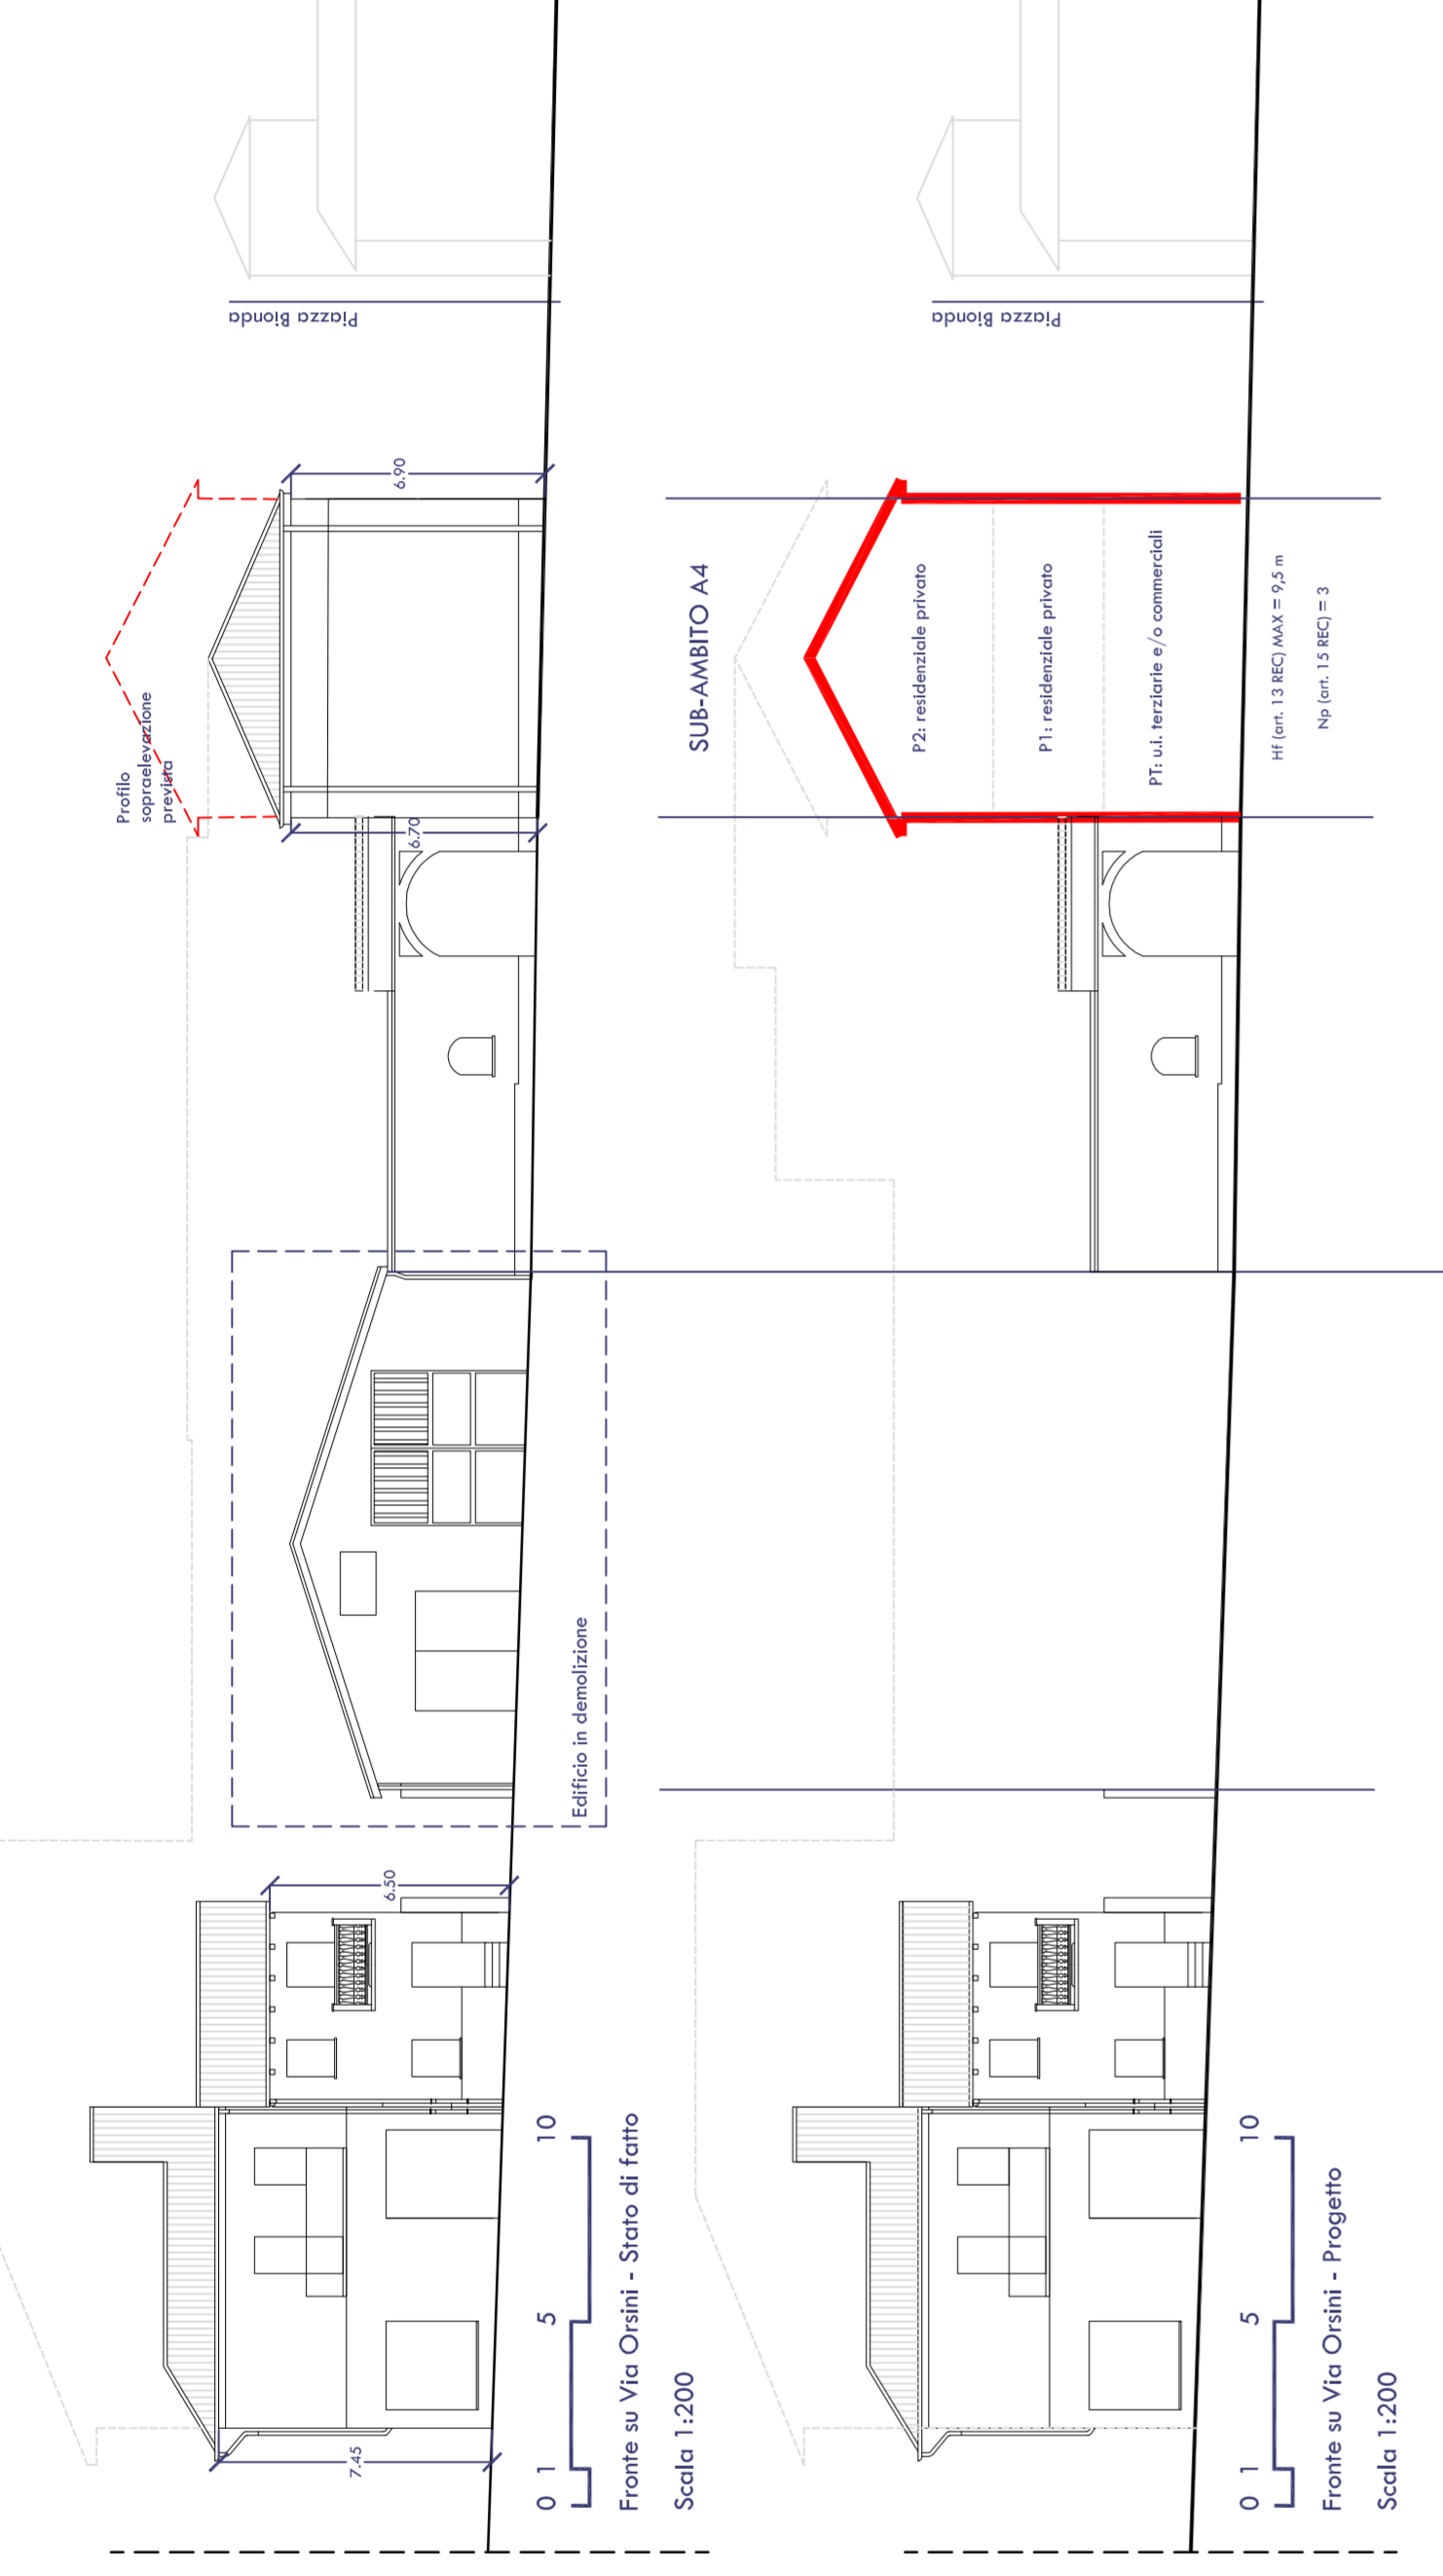 Piazza Bionda
6.90
Profilo
sopraelevazione
prevista
6.70
Edificio in demolizione
6.50
7.45
0 1 5 10
Fronte su Via Orsini - Stato di fatto
Scala 1:200
Piazza Bionda
SUB-AMBITO A4
P2: residenziale privato
P1: residenziale privato
PT: u.i. terziarie e/o commerciali
Hf (art. 13 REC) MAX = 9,5 m
Np (art. 15 REC) = 3
0 1 5 10
Fronte su Via Orsini - Progetto
Scala 1:200